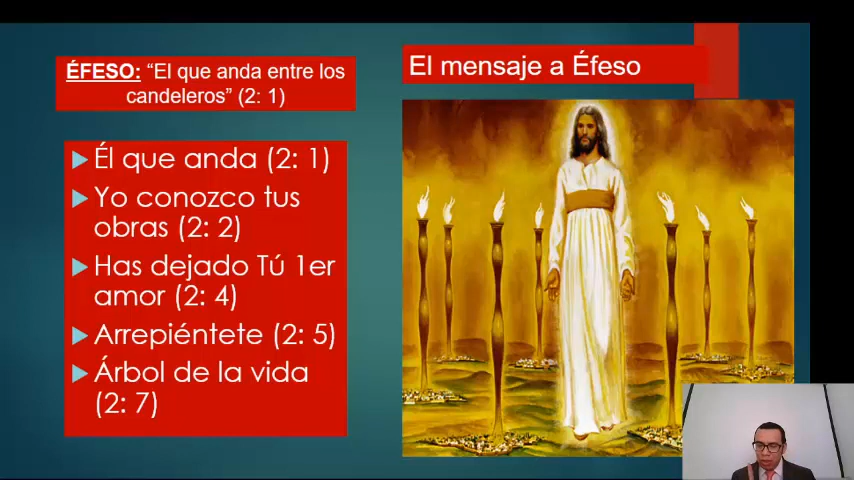 ÉFESO: “El que anda entre los
candeleros” (2: 1)
El mensaje a Éfeso
Él que anda (2: 1)
Yo conozco tus
obras (2: 2)
Has dejado Tú 1er
amor (2: 4)
Arrepiéntete (2: 5)
Árbol de la vida
(2: 7)